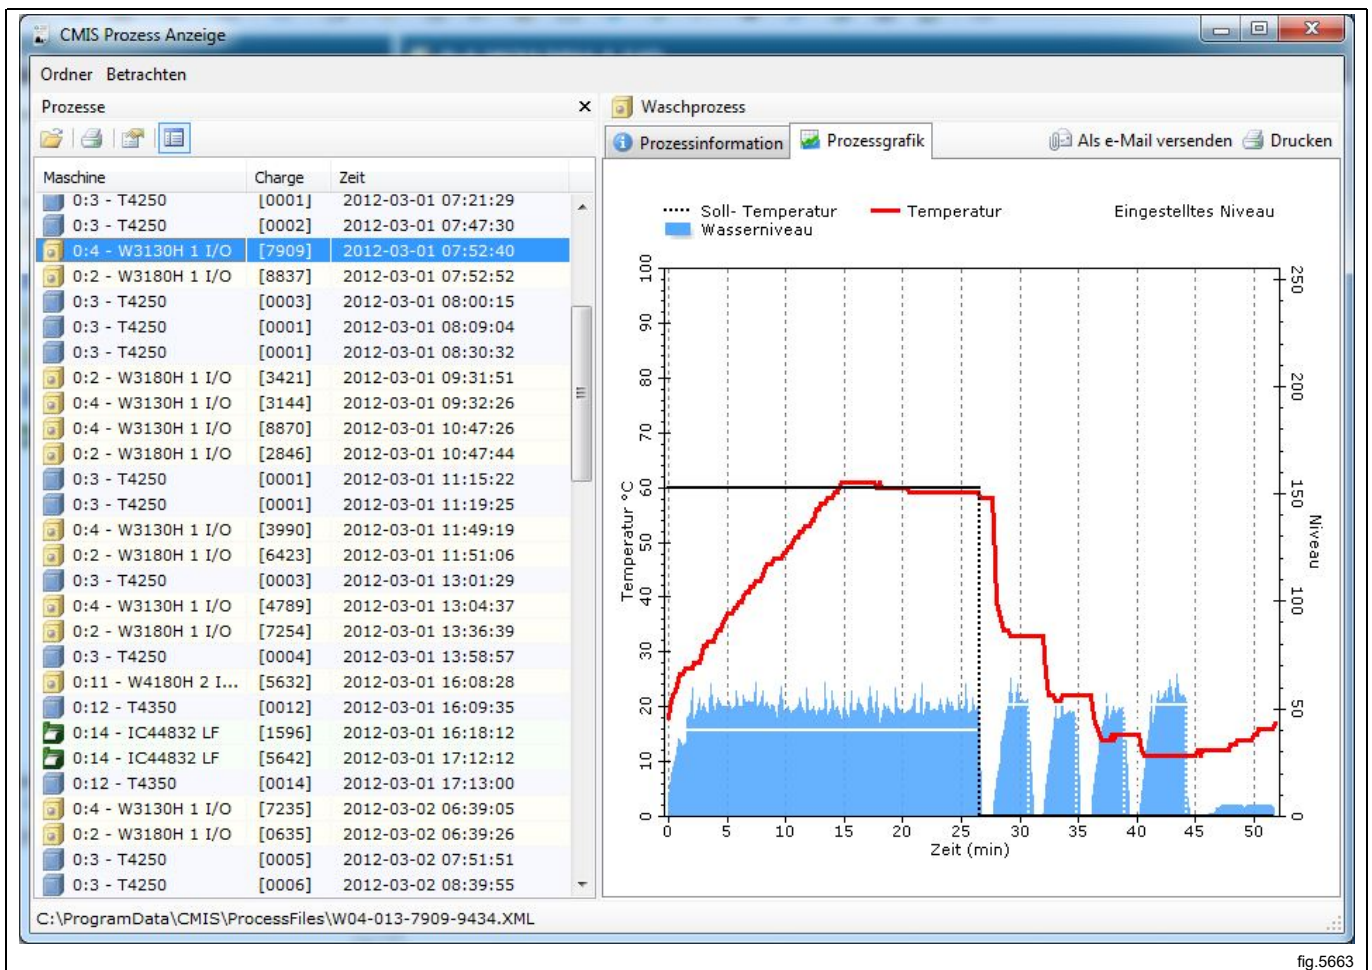 CMIS Prozess Anzeige
Ordner Betrachten
Prozesse
Waschprozess
Prozessinformation Prozessgrafik Als e-Mail versenden Drucken
Maschine Charge Zeit
0:3 - T4250 [0001] 2012-03-01 07:21:29
0:3 - T4250 [0002] 2012-03-01 07:47:30
0:4 - W3130H 1 I/O [7909] 2012-03-01 07:52:40
0:2 - W3180H 1 I/O [8837] 2012-03-01 07:52:52
0:3 - T4250 [0003] 2012-03-01 08:00:15
0:3 - T4250 [0001] 2012-03-01 08:09:04
0:3 - T4250 [0001] 2012-03-01 08:30:32
0:2 - W3180H 1 I/O [3421] 2012-03-01 09:31:51
0:4 - W3130H 1 I/O [3144] 2012-03-01 09:32:26
0:4 - W3130H 1 I/O [8870] 2012-03-01 10:47:26
0:2 - W3180H 1 I/O [2846] 2012-03-01 10:47:44
0:3 - T4250 [0001] 2012-03-01 11:15:22
0:3 - T4250 [0001] 2012-03-01 11:19:25
0:4 - W3130H 1 I/O [3990] 2012-03-01 11:49:19
0:2 - W3180H 1 I/O [6423] 2012-03-01 11:51:06
0:3 - T4250 [0003] 2012-03-01 13:01:29
0:4 - W3130H 1 I/O [4789] 2012-03-01 13:04:37
0:2 - W3180H 1 I/O [7254] 2012-03-01 13:36:39
0:3 - T4250 [0004] 2012-03-01 13:58:57
0:11 - W4180H 2 I... [5632] 2012-03-01 16:08:28
0:12 - T4350 [0012] 2012-03-01 16:09:35
0:14 - IC44832 LF [1596] 2012-03-01 16:18:12
0:14 - IC44832 LF [5642] 2012-03-01 17:12:12
0:12 - T4350 [0014] 2012-03-01 17:13:00
0:4 - W3130H 1 I/O [7235] 2012-03-02 06:39:05
0:2 - W3180H 1 I/O [0635] 2012-03-02 06:39:26
0:3 - T4250 [0005] 2012-03-02 07:51:51
0:3 - T4250 [0006] 2012-03-02 08:39:55
Soll- Temperatur Temperatur Eingestelltes Niveau
Wasserniveau
100
90
80
70
60
50
40
30
20
10
0
Temperatur °C
250
200
150
100
50
0
Niveau
0 5 10 15 20 25 30 35 40 45 50
Zeit (min)
C:\ProgramData\CMIS\ProcessFiles\W04-013-7909-9434.XML
fig.5663